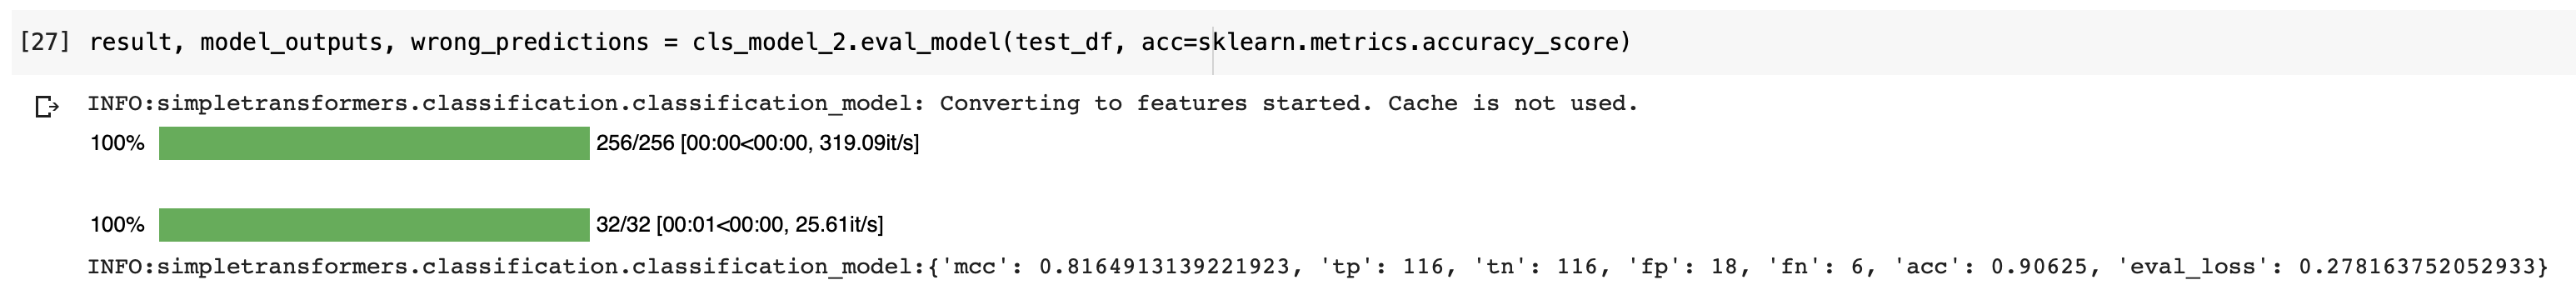 [27] result, model_outputs, wrong_predictions = cls_model_2.eval_model(test_df, acc=sklearn.metrics.accuracy_score)
INFO:simpletransformers.classification.classification_model: Converting to features started. Cache is not used.
100% 256/256 [00:00<00:00, 319.09it/s]
100% 32/32 [00:01<00:00, 25.61it/s]
INFO:simpletransformers.classification.classification_model:{'mcc': 0.8164913139221923, 'tp': 116, 'tn': 116, 'fp': 18, 'fn': 6, 'acc': 0.90625, 'eval_loss': 0.278163752052933}